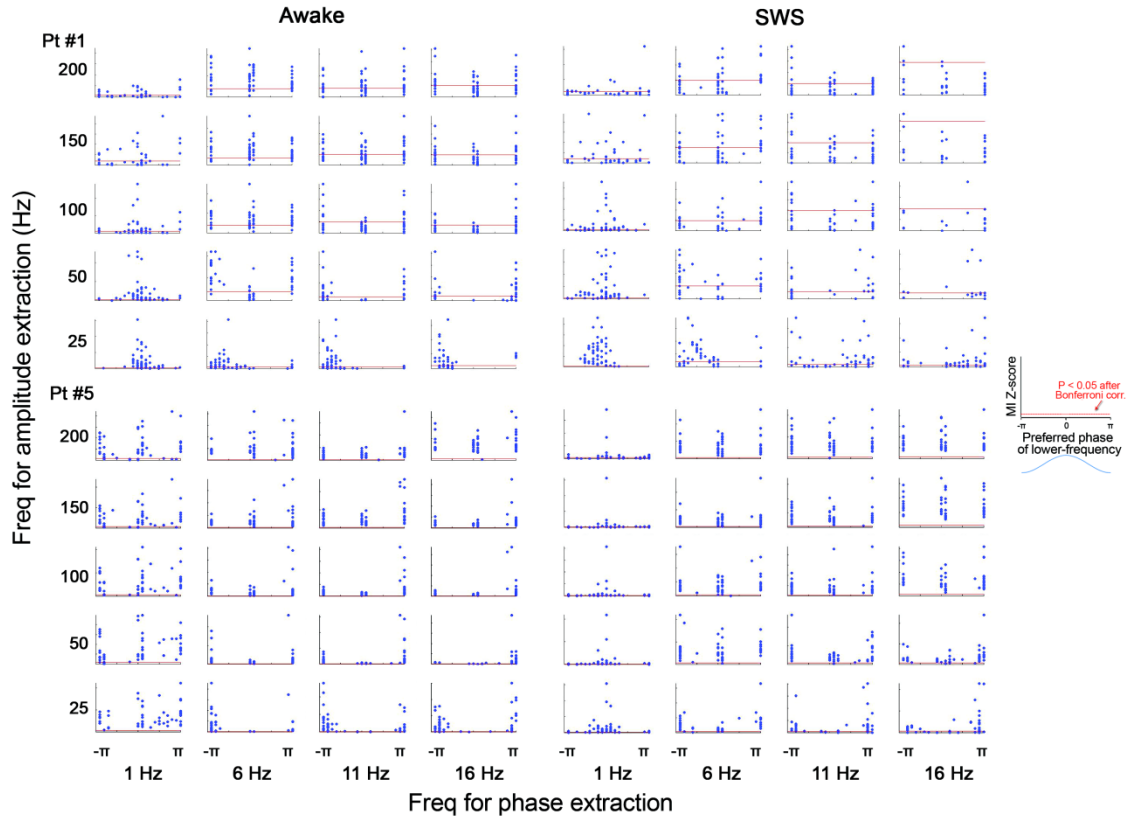 Awake SWS
Pt #1
200
150
100
50
25
Pt #5
200
150
100
50
25
Freq for amplitude extraction (Hz)
-π π -π π -π π -π π
1 Hz 6 Hz 11 Hz 16 Hz 1 Hz 6 Hz 11 Hz 16 Hz
Freq for phase extraction
MI Z-score
P < 0.05 after
Bonferroni corr.
-π 0 π
Preferred phase
of lower-frequency